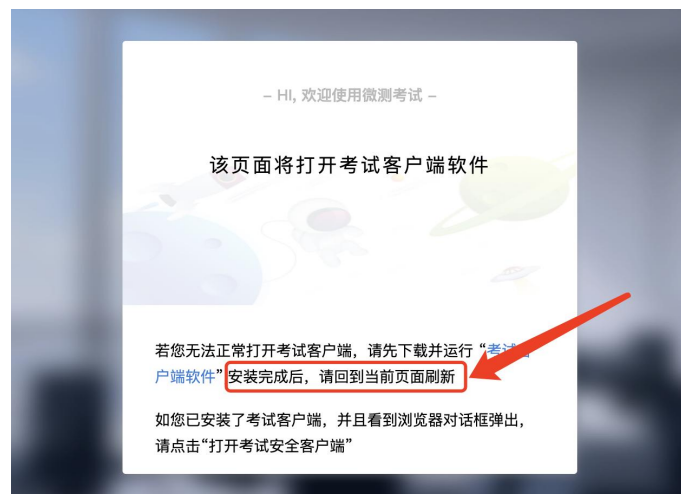 – HI, 欢迎使用微测考试 –
该页面将打开考试客户端软件
若您无法正常打开考试客户端，请先下载并运行 “考试客
户端软件” 安装完成后，请回到当前页面刷新
如您已安装了考试客户端，并且看到浏览器对话框弹出，
请点击“打开考试安全客户端”